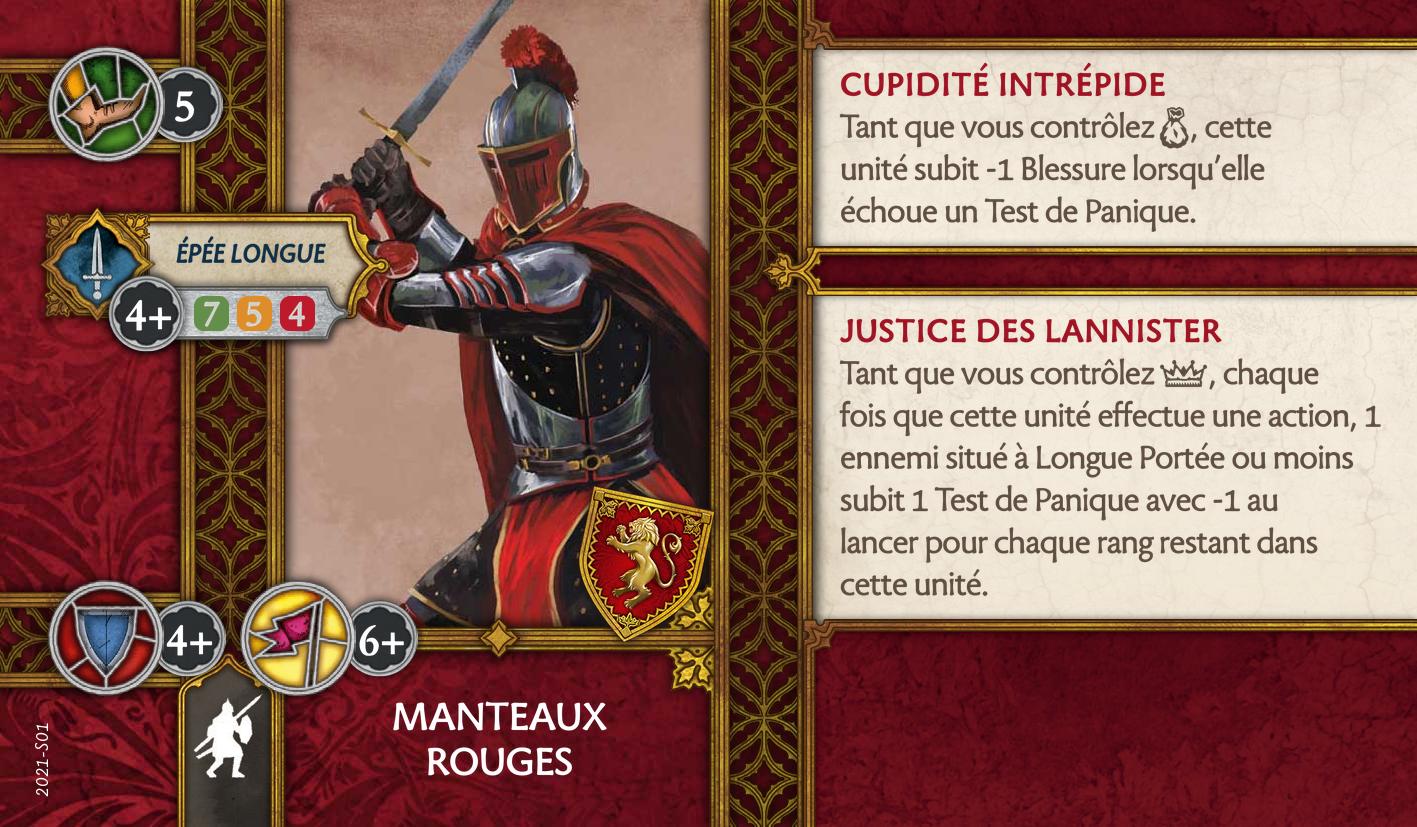 5
ÉPÉE LONGUE
4+ 7 5 4
4+ 6+
MANTEAUX
ROUGES
2021-S01
CUPIDITÉ INTRÉPIDE
Tant que vous contrôlez , cette
unité subit -1 Blessure lorsqu'elle
échoue un Test de Panique.
JUSTICE DES LANNISTER
Tant que vous contrôlez , chaque
fois que cette unité effectue une action, 1
ennemi situé à Longue Portée ou moins
subit 1 Test de Panique avec -1 au
lancer pour chaque rang restant dans
cette unité.